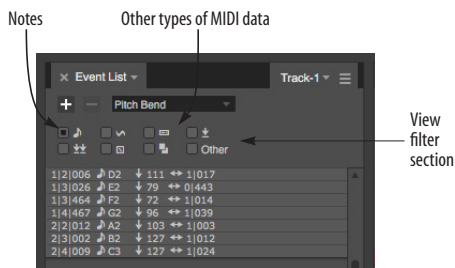 Notes
Other types of MIDI data
× Event List
Track-1
+ − Pitch Bend
Other
View
filter
section
1|2|006 D2 111 1|017
1|3|026 E2 79 0|443
1|3|464 F2 72 1|014
1|4|467 G2 96 1|039
2|2|012 A2 103 1|003
2|3|002 B2 127 1|012
2|4|009 C3 127 1|024